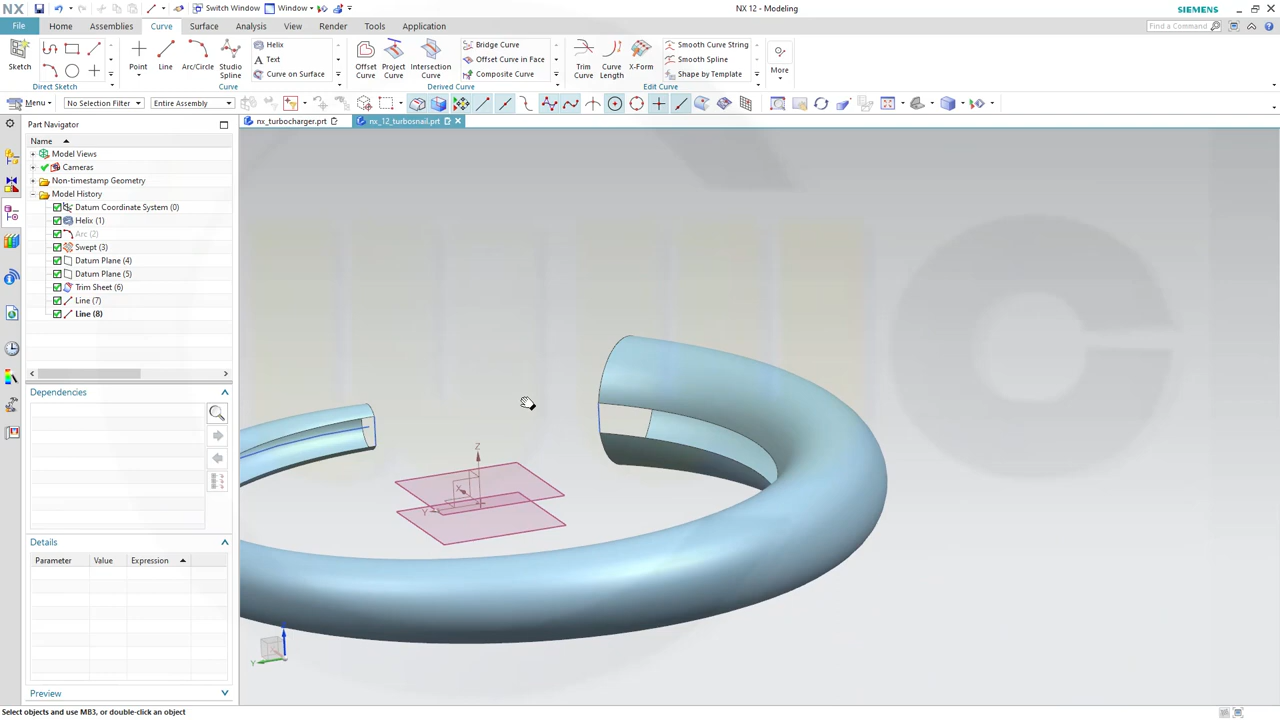 NX
Switch Window
Window
NX 12 - Modeling
SIEMENS
File
Home
Assemblies
Curve
Surface
Analysis
View
Render
Tools
Application
Find a Command
Sketch
Direct Sketch
Point
Line
Arc/Circle
Studio Spline
Helix
Text
Curve on Surface
Curve
Offset Curve
Project Curve
Intersection Curve
Bridge Curve
Offset Curve in Face
Composite Curve
Derived Curve
Trim Curve
Curve Length
X-Form
Smooth Curve String
Smooth Spline
Shape by Template
Edit Curve
More
Menu
No Selection Filter
Entire Assembly
Part Navigator
nx_turbocharger.prt
nx_12_turbosnail.prt
Name
Model Views
Cameras
Non-timestamp Geometry
Model History
Datum Coordinate System (0)
Helix (1)
Arc (2)
Swept (3)
Datum Plane (4)
Datum Plane (5)
Trim Sheet (6)
Line (7)
Line (8)
Dependencies
Details
Parameter
Value
Expression
Preview
Z
X
Y
Y
Select objects and use MB3, or double-click an object